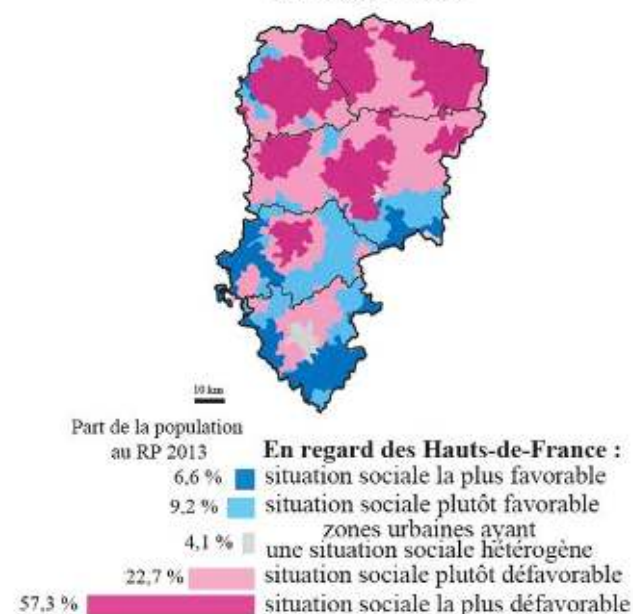 10 km
Part de la population
au RP 2013
En regard des Hauts-de-France :
6,6 % situation sociale la plus favorable
9,2 % situation sociale plutôt favorable
4,1 % zones urbaines ayant
une situation sociale hétérogène
22,7 % situation sociale plutôt défavorable
57,3 % situation sociale la plus défavorable